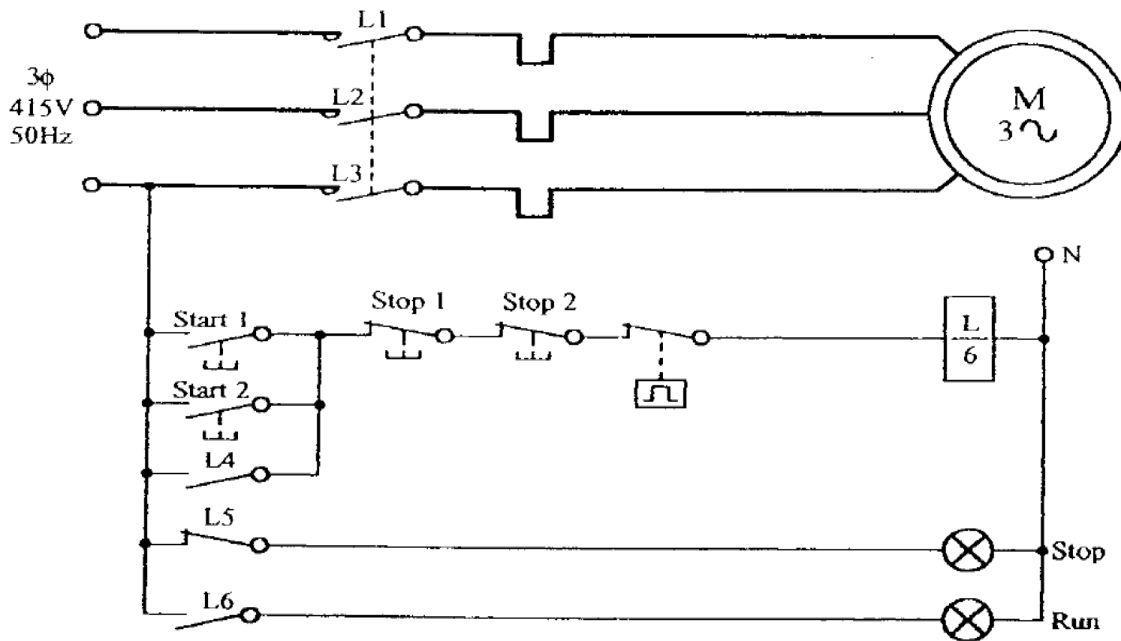 L1
3ϕ
415V
50Hz
L2
L3
M
3∿
N
Start 1
Stop 1
Stop 2
L
6
Start 2
L4
L5
Stop
L6
Run